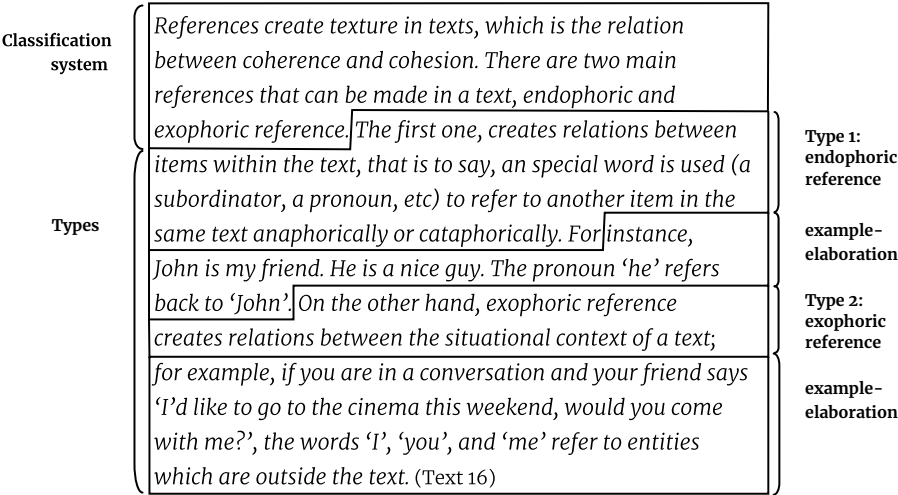 Classification
system
References create texture in texts, which is the relation
between coherence and cohesion. There are two main
references that can be made in a text, endophoric and
exophoric reference. The first one, creates relations between
items within the text, that is to say, an special word is used (a
subordinator, a pronoun, etc) to refer to another item in the
same text anaphorically or cataphorically. For instance,
John is my friend. He is a nice guy. The pronoun ‘he’ refers
back to ‘John’. On the other hand, exophoric reference
creates relations between the situational context of a text;
for example, if you are in a conversation and your friend says
‘I’d like to go to the cinema this weekend, would you come
with me?’, the words ‘I’, ‘you’, and ‘me’ refer to entities
which are outside the text. (Text 16)
Types
Type 1:
endophoric
reference
example-
elaboration
Type 2:
exophoric
reference
example-
elaboration